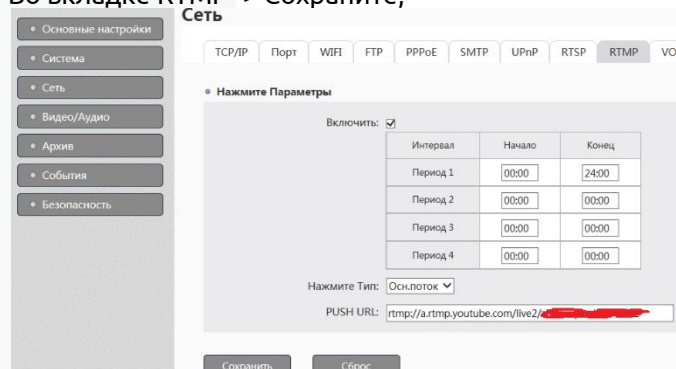 Сеть
Основные настройки
Система
Сеть
Видео/Аудио
Архив
События
Безопасность
TCP/IP Порт WIFI FTP PPPoE SMTP UPnP RTSP RTMP VO
Нажмите Параметры
Включить:
Интервал Начало Конец
Период 1 00:00 24:00
Период 2 00:00 00:00
Период 3 00:00 00:00
Период 4 00:00 00:00
Нажмите Тип: Осн.поток
PUSH URL: rtmp://a.rtmp.youtube.com/live2/
Сохранить Сброс